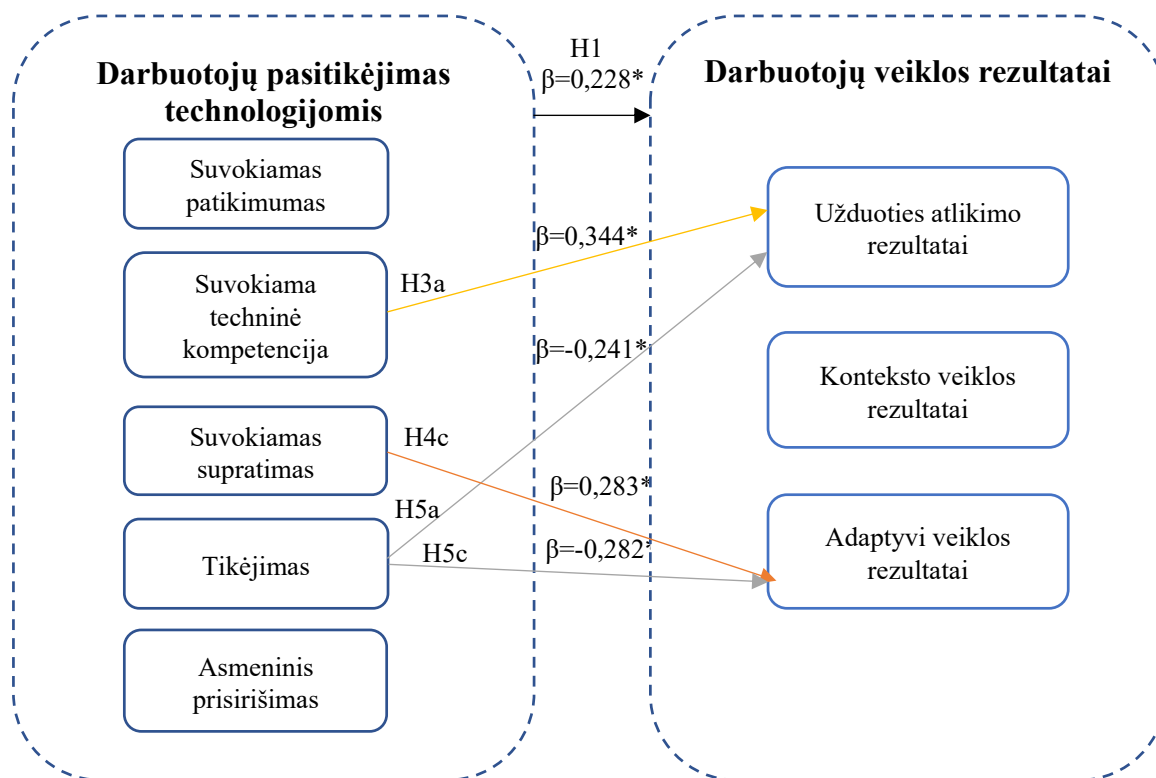 Darbuotojų pasitikėjimas
technologijomis
Suvokiamas
patikimumas
Suvokiama
techninė
kompetencija
Suvokiamas
supratimas
Tikėjimas
Asmeninis
prisirišimas
H1
β=0,228*
H3a
β=0,344*
β=-0,241*
H4c
β=0,283*
H5a
H5c
β=-0,282*
Darbuotojų veiklos rezultatai
Užduoties atlikimo
rezultatai
Konteksto veiklos
rezultatai
Adaptyvi veiklos
rezultatai